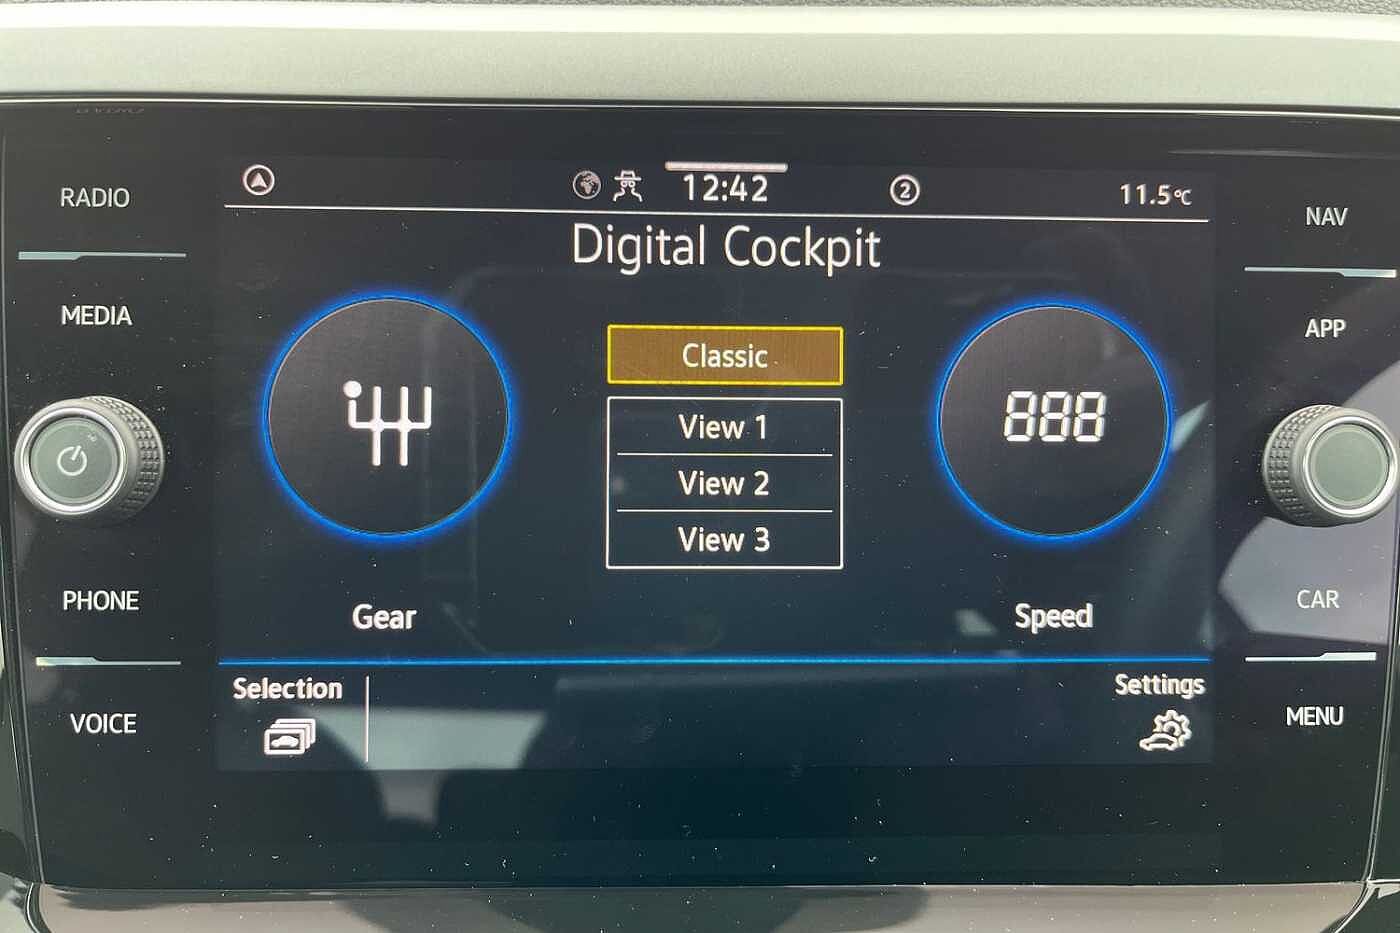 12:42
2
11.5°C
Digital Cockpit
RADIO
MEDIA
PHONE
VOICE
Classic
View 1
View 2
View 3
888
Gear
Speed
Selection
Settings
NAV
APP
CAR
MENU